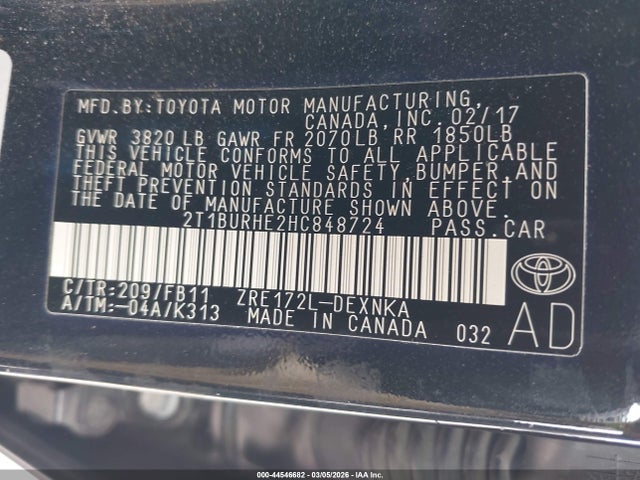 MFD.BY:TOYOTA MOTOR MANUFACTURING,
CANADA,INC.02/17
GVWR 3820 LB GAWR FR 2070LB RR 1850LB
THIS VEHICLE CONFORMS TO ALL APPLICABLE
FEDERAL MOTOR VEHICLE SAFETY,BUMPER,AND
THEFT PREVENTION STANDARDS IN EFFECT ON
THE DATE OF MANUFACTURE SHOWN ABOVE.
2T1BURHE2HC848724 PASS.CAR
C/TR:209/FB11 ZRE172L-DEXNKA
A/TM:-04A/K313 MADE IN CANADA 032 AD
000-44546682 - 03/05/2026 - IAA Inc.